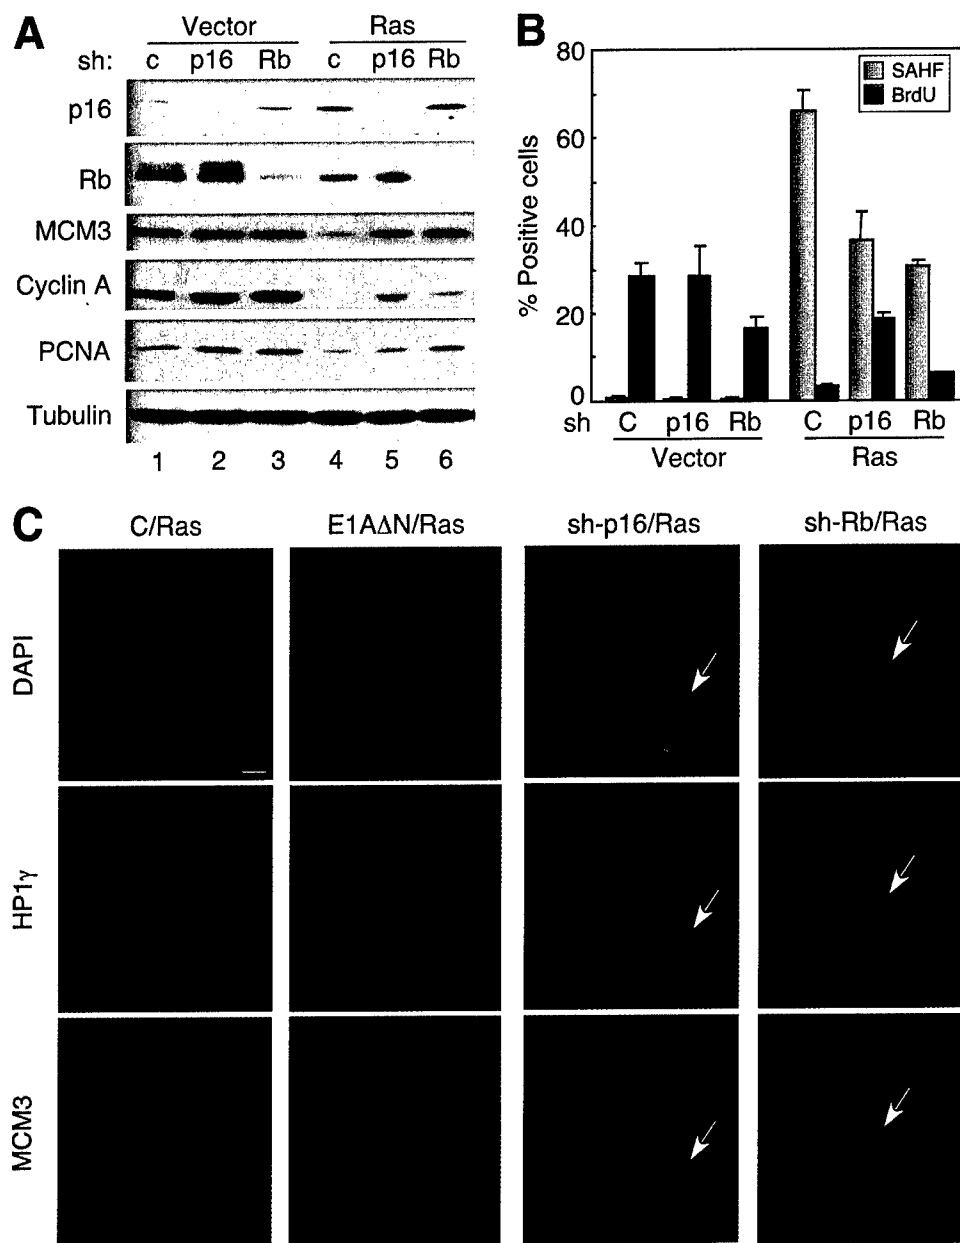 A
Vector Ras
sh: c p16 Rb c p16 Rb
p16
Rb
MCM3
Cyclin A
PCNA
Tubulin
1 2 3 4 5 6
B
80
60
40
20
0
% Positive cells
SAHF
BrdU
sh C p16 Rb C p16 Rb
Vector Ras
C
C/Ras E1AΔN/Ras sh-p16/Ras sh-Rb/Ras
DAPI
HP1γ
MCM3